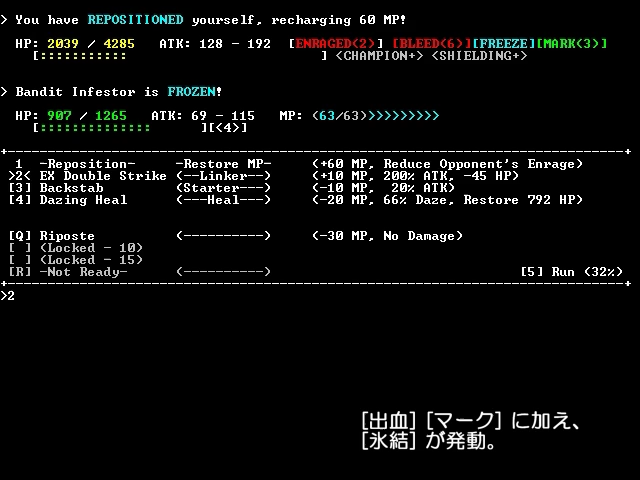 > You have REPOSITIONED yourself, recharging 60 MP!
HP: 2039 / 4285 ATK: 128 - 192 [ENRAGED(2)] [BLEED(6)][FREEZE][MARK(3)]
[::::::::::: ] <CHAMPION+> <SHIELDING+>
> Bandit Infestor is FROZEN!
HP: 907 / 1265 ATK: 69 - 115 MP: (63/63)>>>>>>>>>>
[:::::::::::::: ][<4>]
+------------------------------------------------------------------------------+
1 -Reposition- -Restore MP- (+60 MP, Reduce Opponent's Enrage)
>2< EX Double Strike (--Linker--) (+10 MP, 200% ATK, -45 HP)
[3] Backstab (Starter---) (-10 MP, 20% ATK)
[4] Dazing Heal (---Heal---) (-20 MP, 66% Daze, Restore 792 HP)
[Q] Riposte (----------) (-30 MP, No Damage)
[ ] (Locked - 10)
[ ] (Locked - 15)
[R] -Not Ready- (----------) [5] Run (32%)
+------------------------------------------------------------------------------+
>2
[出血] [マーク] に加え、
[氷結] が発動。